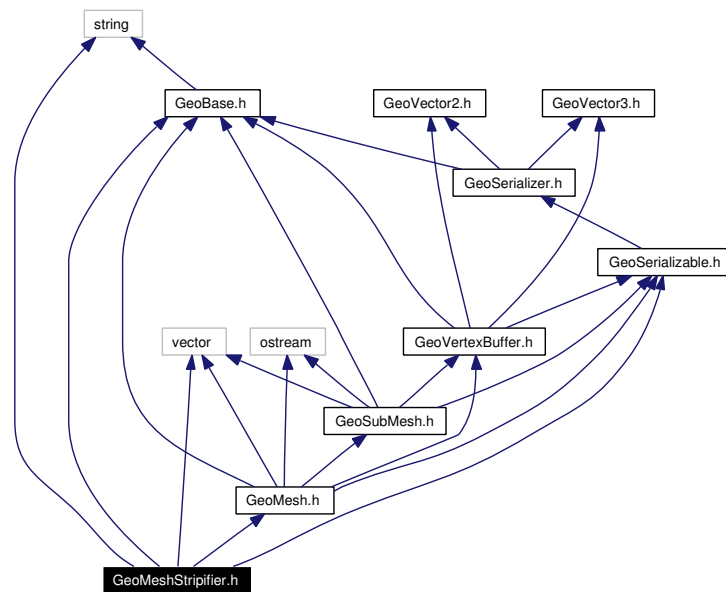 string
GeoBase.h
GeoVector2.h
GeoVector3.h
GeoSerializer.h
GeoSerializable.h
vector
ostream
GeoVertexBuffer.h
GeoSubMesh.h
GeoMesh.h
GeoMeshStripifier.h